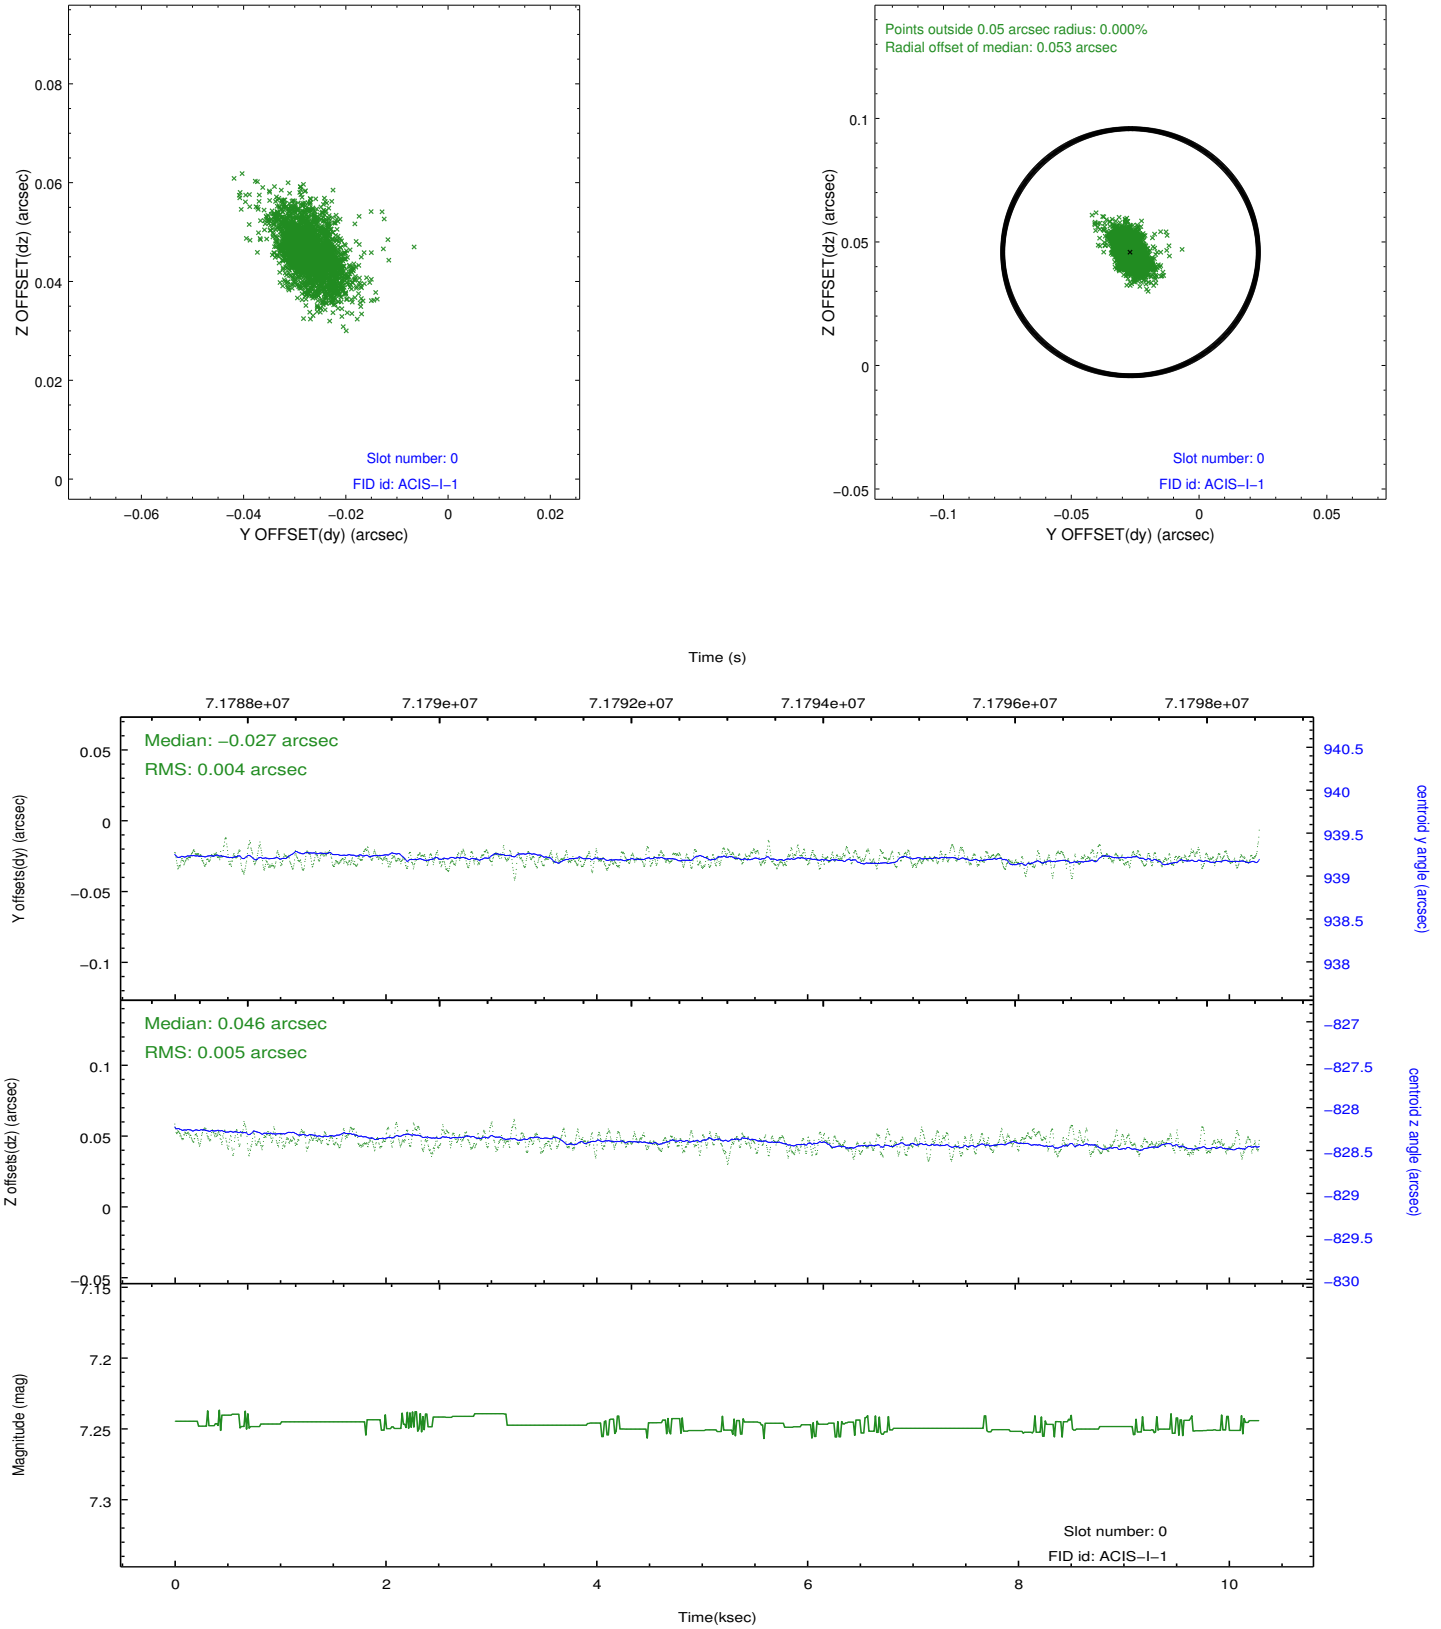 0.08
0.06
0.04
0.02
0
Z OFFSET(dz) (arcsec)
−0.06
−0.04
−0.02
0
0.02
Y OFFSET(dy) (arcsec)
Slot number: 0
FID id: ACIS−I−1
Points outside 0.05 arcsec radius: 0.000%
Radial offset of median: 0.053 arcsec
0.1
0.05
0
−0.05
Z OFFSET(dz) (arcsec)
−0.1
−0.05
0
0.05
Y OFFSET(dy) (arcsec)
Slot number: 0
FID id: ACIS−I−1
Time (s)
7.1788e+07
7.179e+07
7.1792e+07
7.1794e+07
7.1796e+07
7.1798e+07
Median: −0.027 arcsec
RMS: 0.004 arcsec
0.05
0
−0.05
−0.1
Y offsets(dy) (arcsec)
940.5
940
939.5
939
938.5
938
centroid y angle (arcsec)
Median: 0.046 arcsec
RMS: 0.005 arcsec
0.1
0.05
0
−0.05
Z offsets(dz) (arcsec)
−827
−827.5
−828
−828.5
−829
−829.5
−830
centroid z angle (arcsec)
7.15
7.2
7.25
7.3
Magnitude (mag)
Slot number: 0
FID id: ACIS−I−1
0
2
4
6
8
10
Time(ksec)